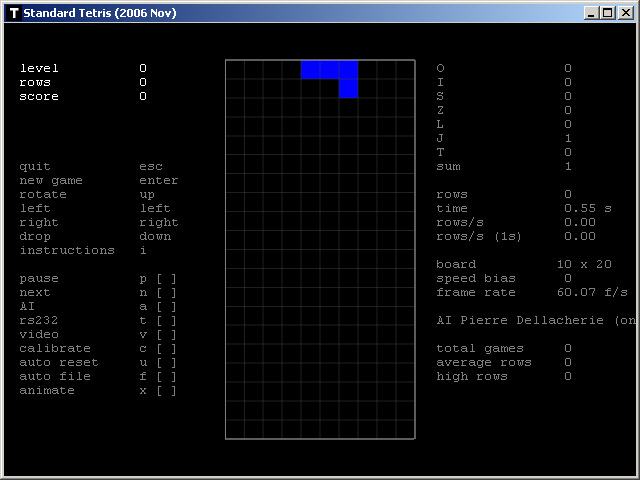 T Standard Tetris (2006 Nov)
level 0
rows 0
score 0
quit esc
new game enter
rotate up
left left
right right
drop down
instructions i
pause p [ ]
next n [ ]
AI a [ ]
rs232 t [ ]
video v [ ]
calibrate c [ ]
auto reset u [ ]
auto file f [ ]
animate x [ ]
O 0
I 0
S 0
Z 0
L 0
J 1
T 0
sum 1
rows 0
time 0.55 s
rows/s 0.00
rows/s (1s) 0.00
board 10 x 20
speed bias 0
frame rate 60.07 f/s
AI Pierre Dellacherie (on
total games 0
average rows 0
high rows 0